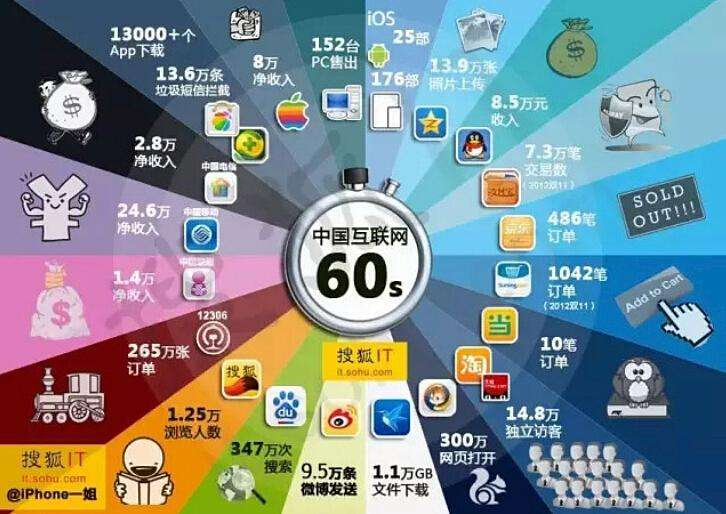 13000+个
App下载
13.6万条
垃圾短信拦截
8万
净收入
152台
PC售出
iOS
25部
176部
13.9万张
照片上传
8.5万元
收入
7.3万笔
交易数
(2012双11)
486笔
订单
SOLD
OUT!!!
1042笔
订单
(2012双11)
Add to Cart
10笔
订单
14.8万
独立访客
300万
网页打开
1.1万GB
文件下载
9.5万条
微博发送
347万次
搜索
1.25万
浏览人数
265万张
订单
12306
1.4万
净收入
24.6万
净收入
中国移动
2.8万
净收入
中国电信
中国互联网
60s
搜狐IT
it.sohu.com
搜狐
du
当
淘
搜狐IT
it.sohu.com
@iPhone一姐